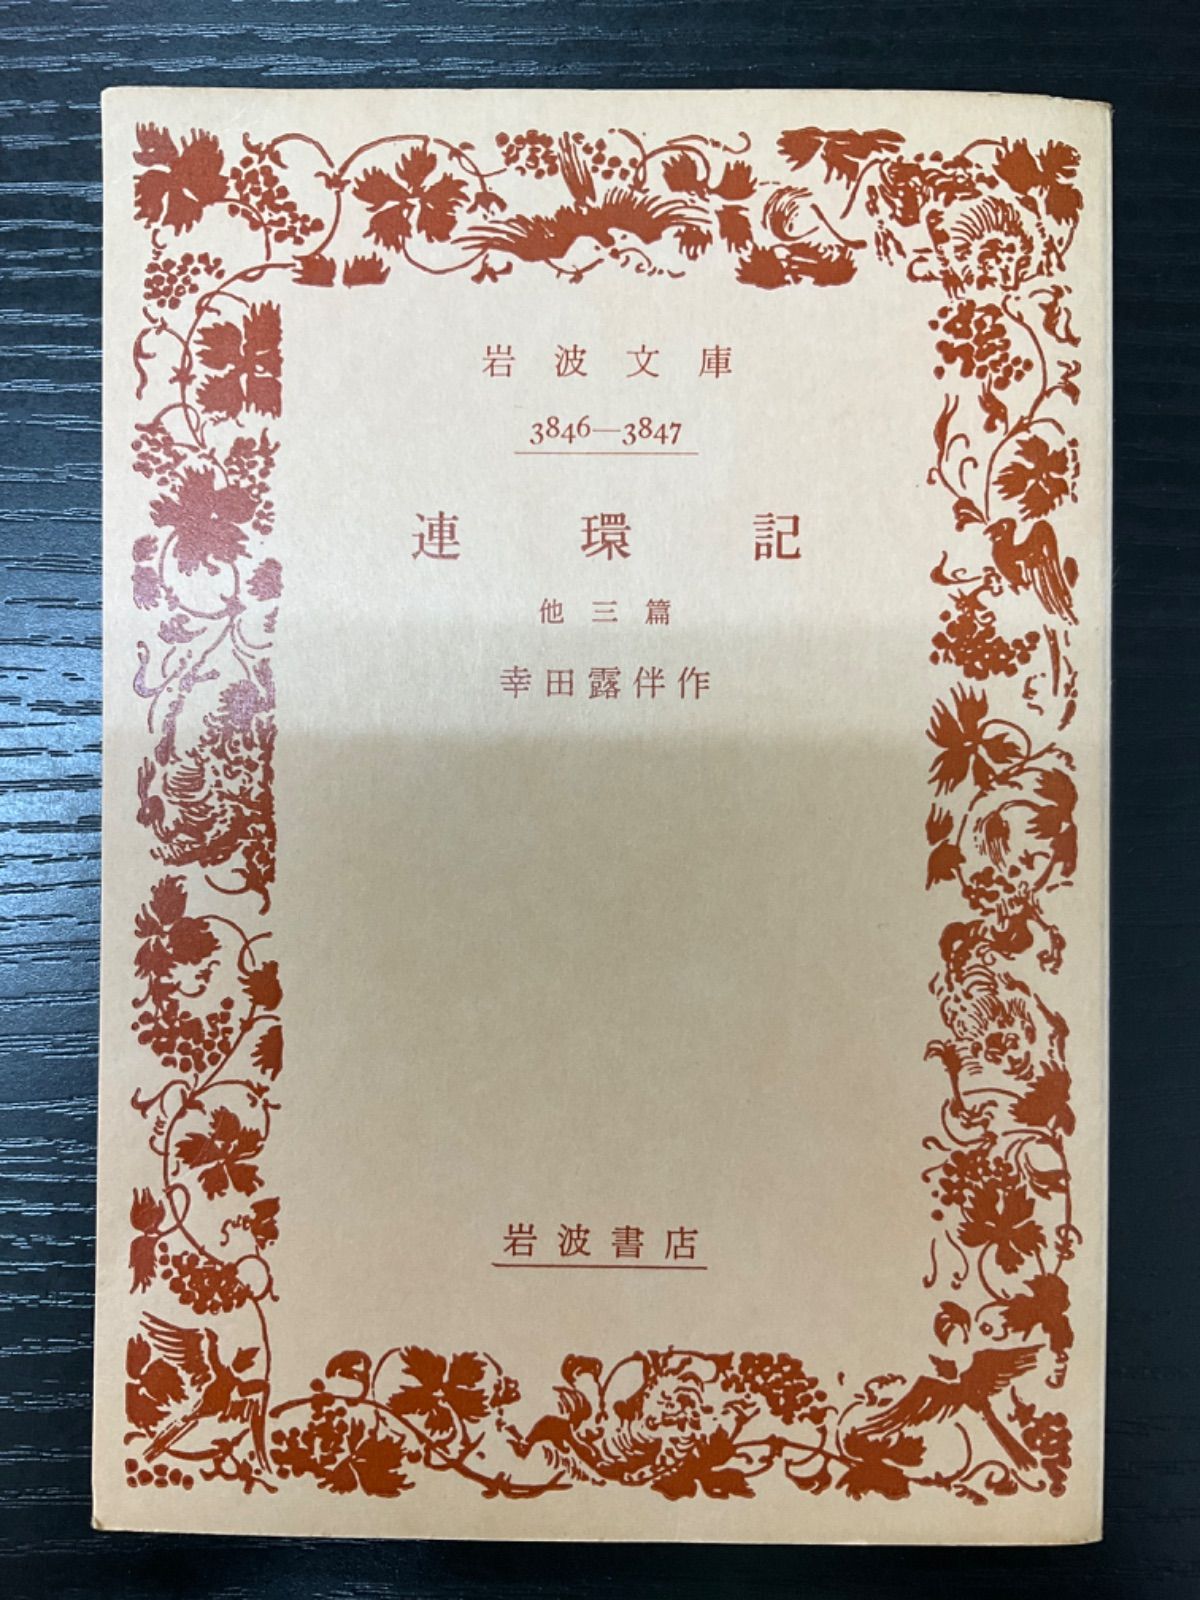 岩波文庫
3846—3847
連環記
他三篇
幸田露伴作
岩波書店